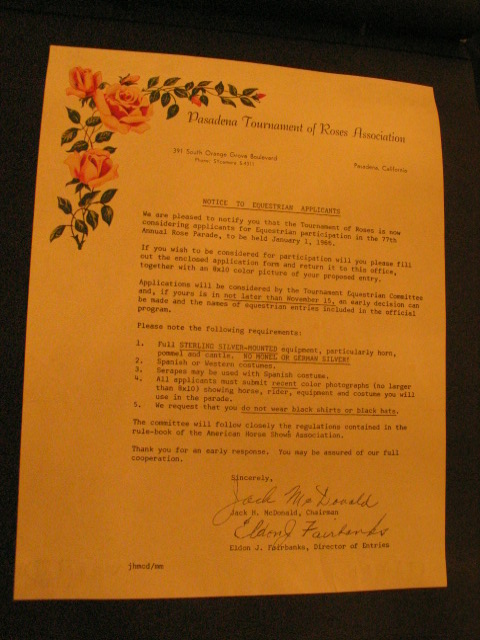 Pasadena Tournament of Roses Association
391 South Orange Grove Boulevard
Pasadena, California
NOTICE TO EQUESTRIAN APPLICANTS
We are pleased to notify you that the Tournament of Roses is now
considering applicants for Equestrian participation in the 77th
Annual Rose Parade, to be held January 1, 1966.
If you wish to be considered for participation will you please fill
out the enclosed application form and return it to this office,
together with an 8x10 color picture of your proposed entry.
Applications will be considered by the Tournament Equestrian Committee
and, if yours is in not later than November 15, an early decision can
be made and the names of equestrian entries included in the official
program.
Please note the following requirements:
1. Full STERLING SILVER-MOUNTED equipment, particularly horn,
pommel and cantle. NO MONEL OR GERMAN SILVER!
2. Spanish or Western costumes.
3. Serapes may be used with Spanish costume.
4. All applicants must submit recent color photographs (no larger
than 8x10) showing horse, rider, equipment and costume you will
use in the parade.
5. We request that you do not wear black shirts or black hats.
The committee will follow closely the regulations contained in the
rule-book of the American Horse Shows Association.
Thank you for an early response. You may be assured of our full
cooperation.
Sincerely,
Jack McDonald
Jack H. McDonald, Chairman
Eldon J Fairbanks
Eldon J. Fairbanks, Director of Entries
jhmcd/mm